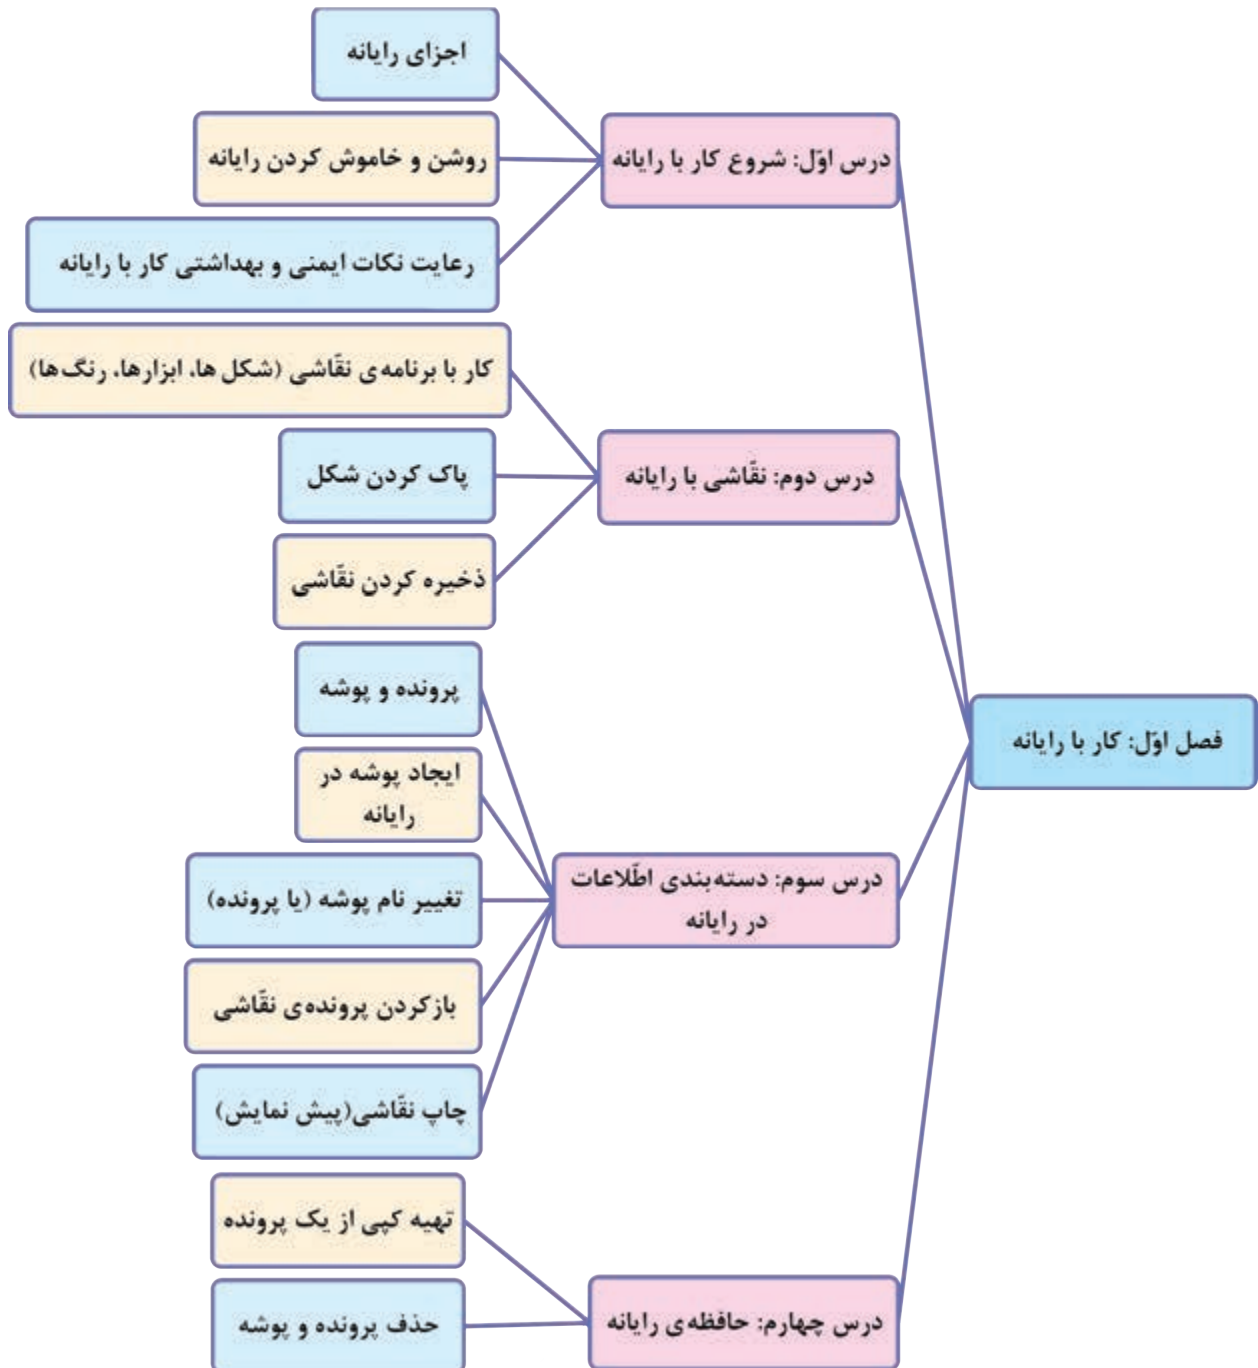 فصل اوّل: کار با رایانه
درس اوّل: شروع کار با رایانه
اجزای رایانه
روشن و خاموش کردن رایانه
رعایت نکات ایمنی و بهداشتی کار با رایانه
درس دوم: نقّاشی با رایانه
کار با برنامه‌ی نقّاشی (شکل ها، ابزارها، رنگ‌ها)
پاک کردن شکل
ذخیره کردن نقّاشی
درس سوم: دسته‌بندی اطّلاعات
در رایانه
پرونده و پوشه
ایجاد پوشه در
رایانه
تغییر نام پوشه (یا پرونده)
بازکردن پرونده‌ی نقّاشی
چاپ نقّاشی(پیش نمایش)
درس چهارم: حافظه‌ی رایانه
تهیه کپی از یک پرونده
حذف پرونده و پوشه